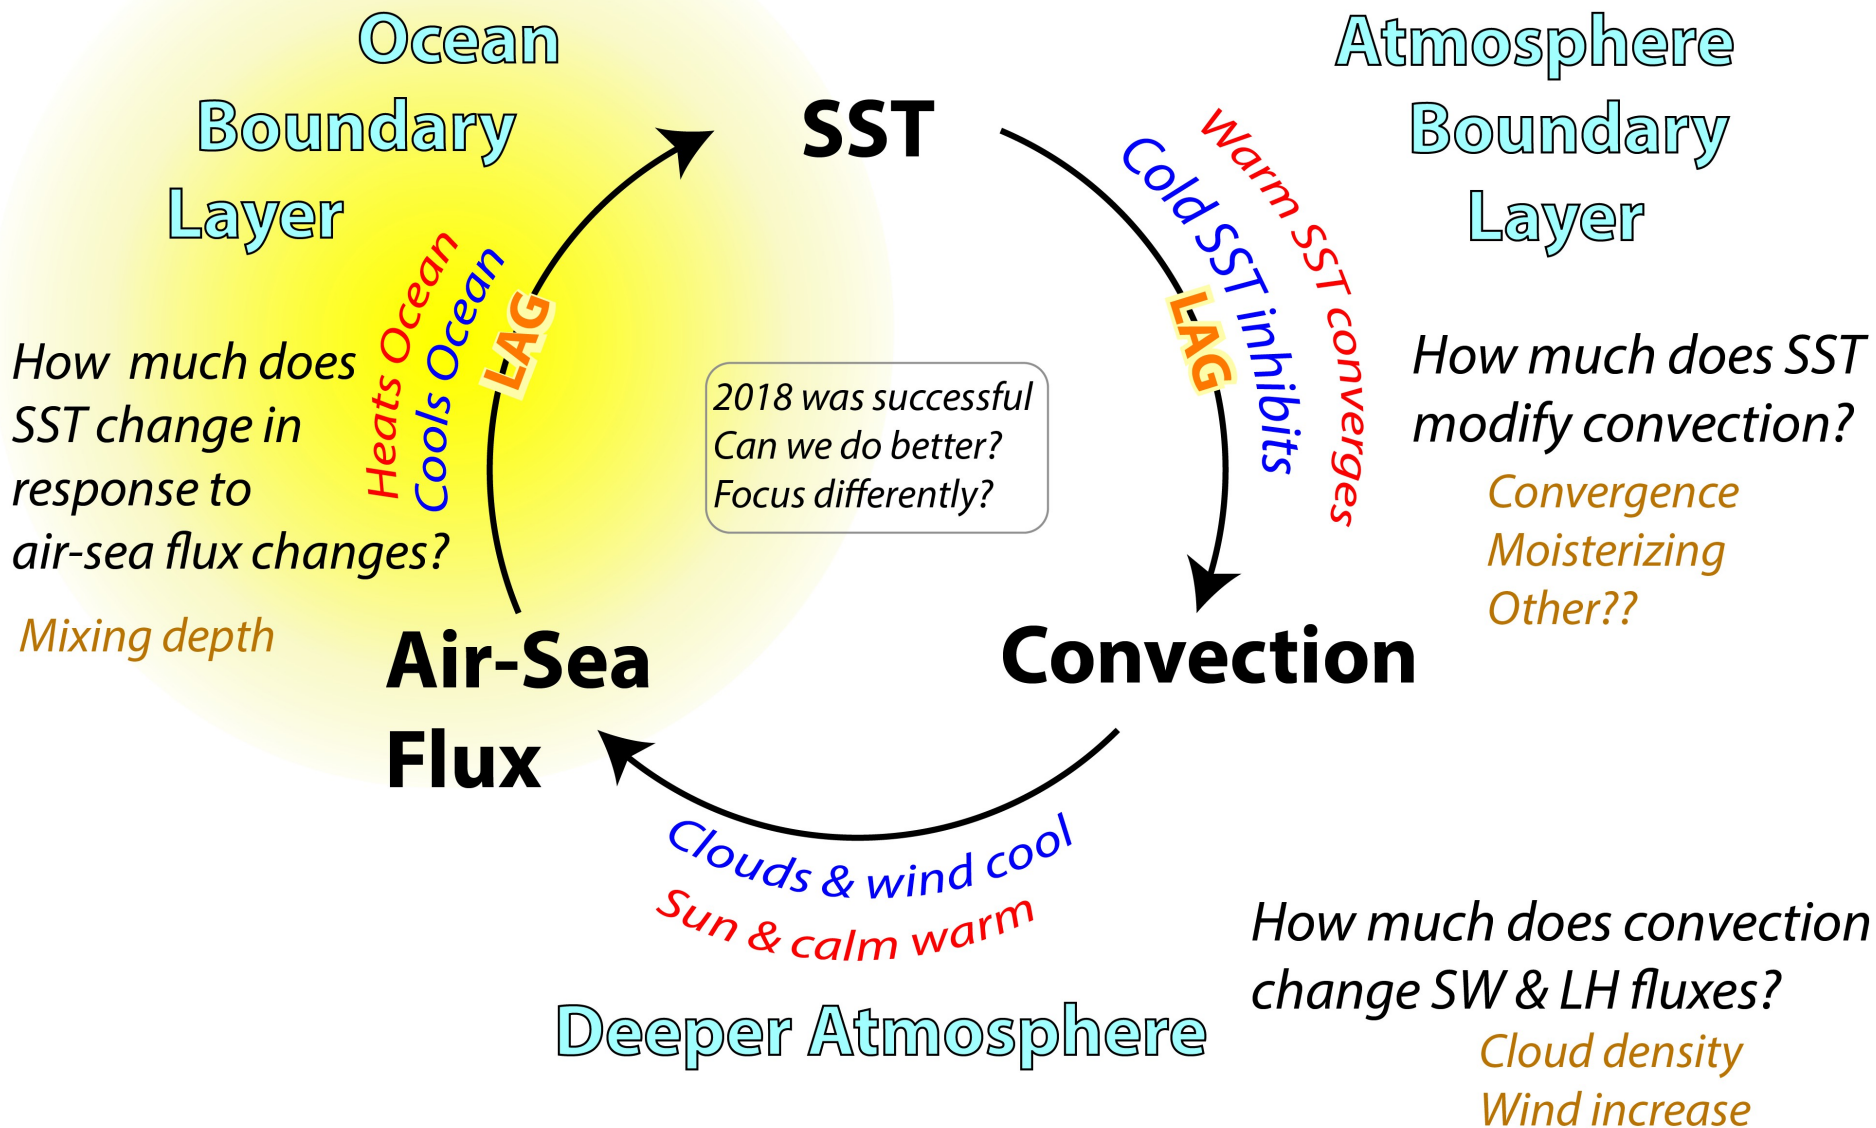 Ocean
Boundary
Layer
SST
Atmosphere
Boundary
Layer
Heats Ocean
Cools Ocean
LAG
Cold SST inhibits
Warm SST converges
LAG
How much does
SST change in
response to
air-sea flux changes?
Mixing depth
2018 was successful
Can we do better?
Focus differently?
How much does SST
modify convection?
Convergence
Moisterizing
Other??
Air-Sea
Flux
Convection
Clouds & wind cool
Sun & calm warm
Deeper Atmosphere
How much does convection
change SW & LH fluxes?
Cloud density
Wind increase